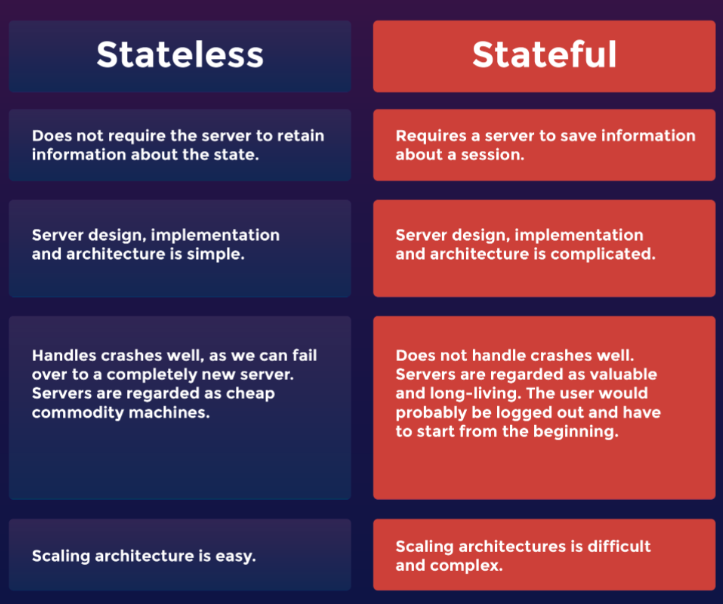 Stateless
Stateful
Does not require the server to retain
information about the state.
Requires a server to save information
about a session.
Server design, implementation
and architecture is simple.
Server design, implementation
and architecture is complicated.
Handles crashes well, as we can fail
over to a completely new server.
Servers are regarded as cheap
commodity machines.
Does not handle crashes well.
Servers are regarded as valuable
and long-living. The user would
probably be logged out and have
to start from the beginning.
Scaling architecture is easy.
Scaling architectures is difficult
and complex.